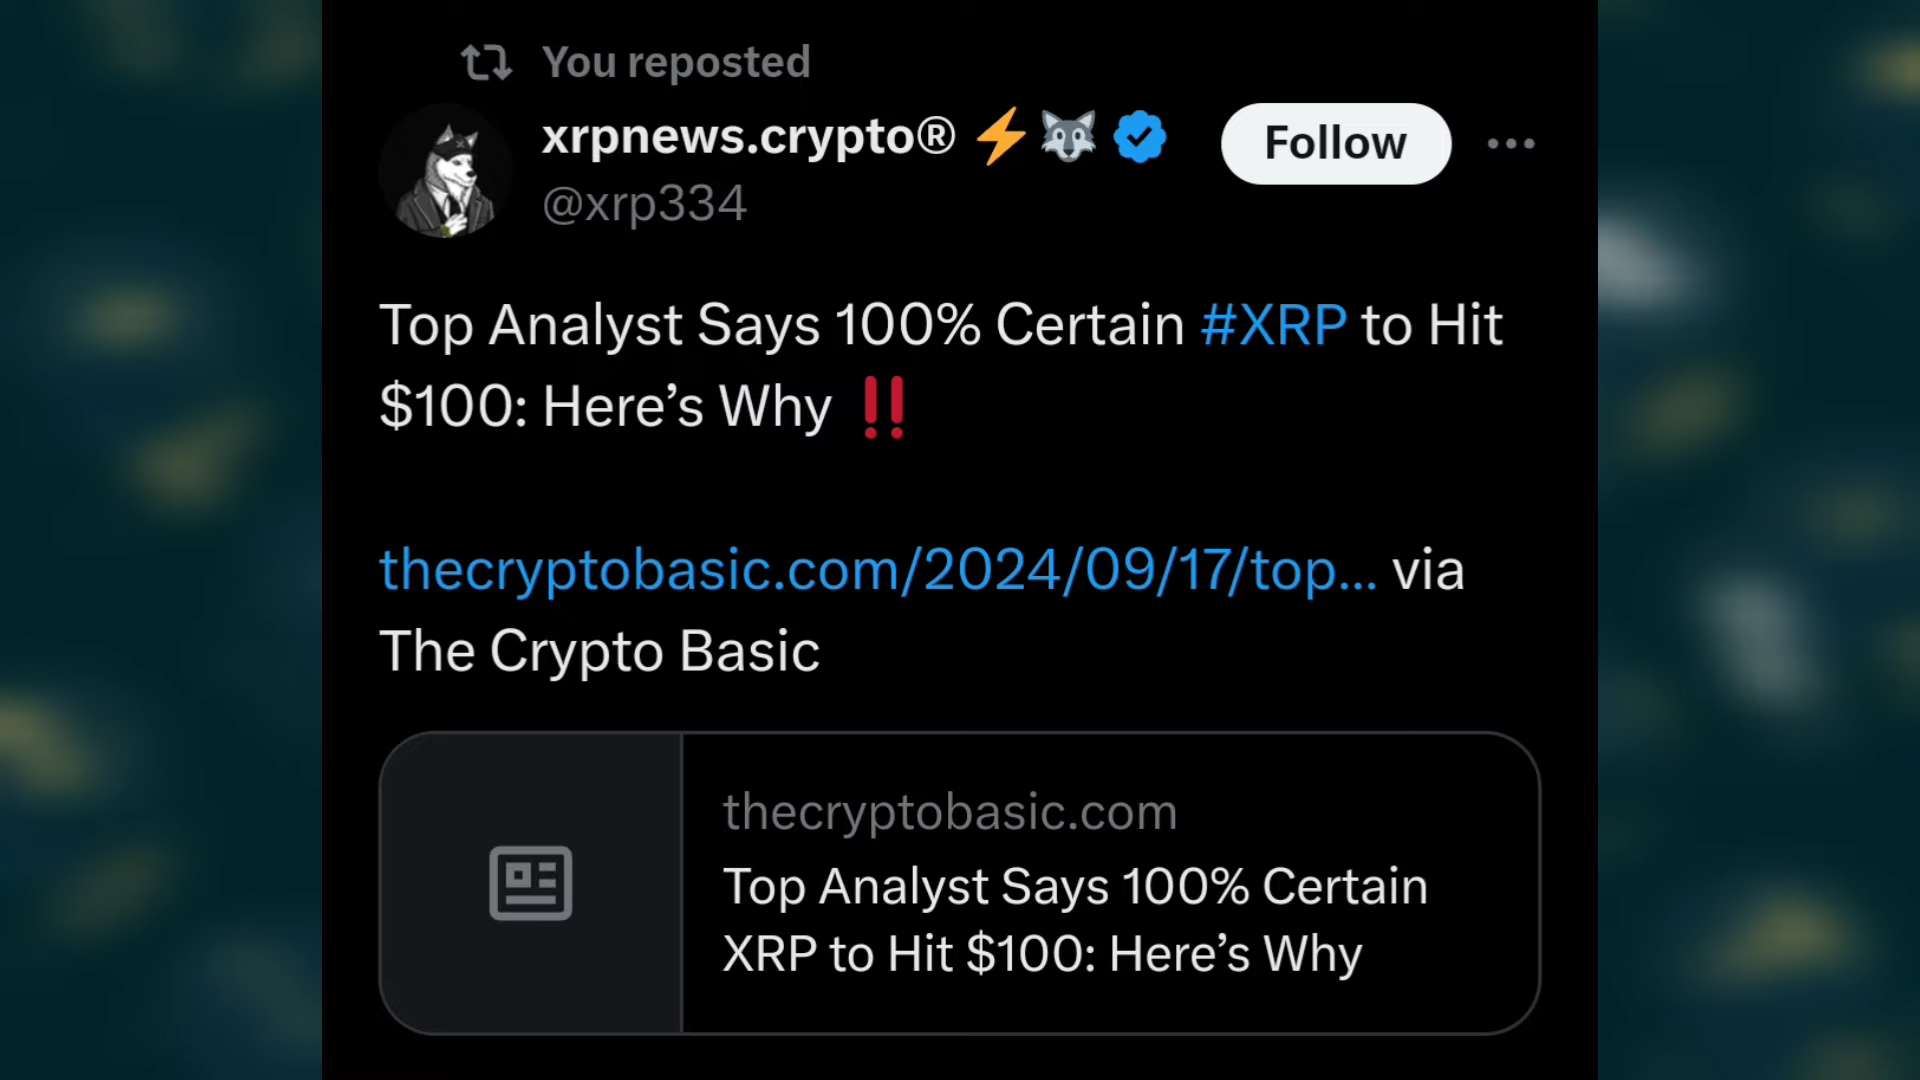 You reposted
xrpnews.crypto® ⚡🐺
Follow
@xrp334
Top Analyst Says 100% Certain #XRP to Hit
$100: Here’s Why ‼️
thecryptobasic.com/2024/09/17/top... via
The Crypto Basic
thecryptobasic.com
Top Analyst Says 100% Certain
XRP to Hit $100: Here’s Why